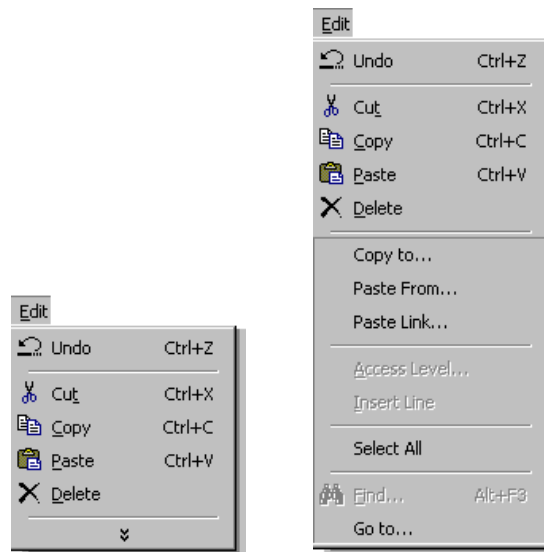 Edit
Undo Ctrl+Z
Cut Ctrl+X
Copy Ctrl+C
Paste Ctrl+V
Delete
Edit
Undo Ctrl+Z
Cut Ctrl+X
Copy Ctrl+C
Paste Ctrl+V
Delete
Copy to...
Paste From...
Paste Link...
Access Level...
Insert Line
Select All
Find... Alt+F3
Go to...